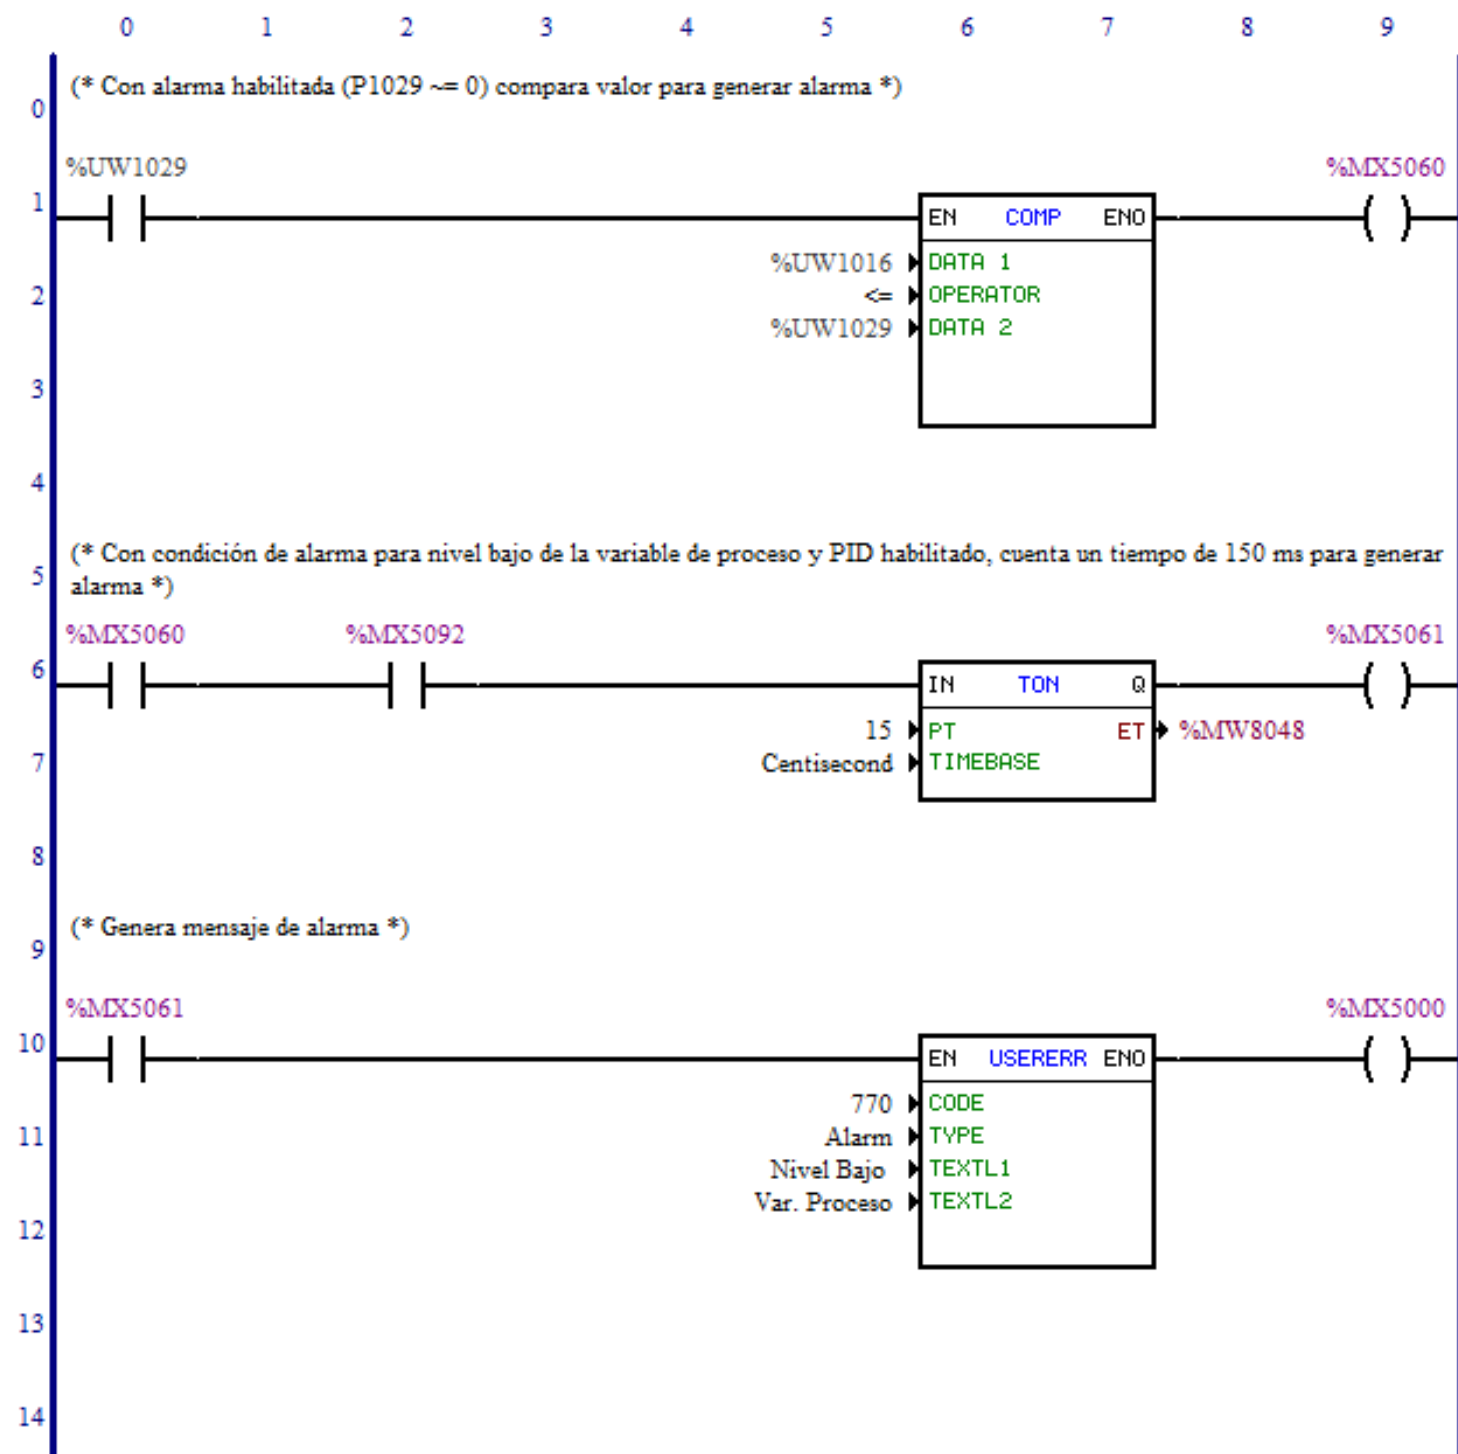 0 1 2 3 4 5 6 7 8 9
(* Con alarma habilitada (P1029 ~= 0) compara valor para generar alarma *)
0
%UW1029 %MX5060
1
EN COMP ENO
%UW1016 DATA 1
2
<= OPERATOR
%UW1029 DATA 2
3
4
(* Con condición de alarma para nivel bajo de la variable de proceso y PID habilitado, cuenta un tiempo de 150 ms para generar
5
alarma *)
%MX5060 %MX5092 %MX5061
6
IN TON Q
15 PT ET %MW8048
7
Centisecond TIMEBASE
8
(* Genera mensaje de alarma *)
9
%MX5061 %MX5000
10
EN USERERR ENO
770 CODE
11
Alarm TYPE
Nivel Bajo TEXTL1
Var. Proceso TEXTL2
12
13
14